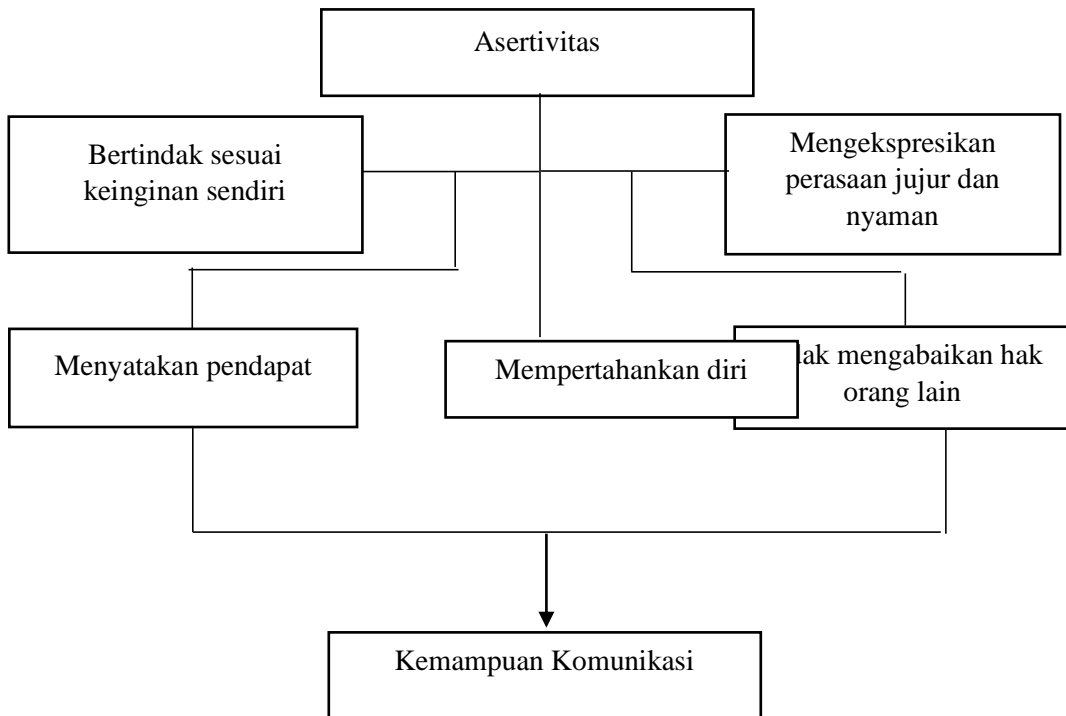 Asertivitas
Bertindak sesuai
keinginan sendiri
Mengekspresikan
perasaan jujur dan
nyaman
Menyatakan pendapat
Mempertahankan diri
mengabaikan hak
orang lain
Kemampuan Komunikasi